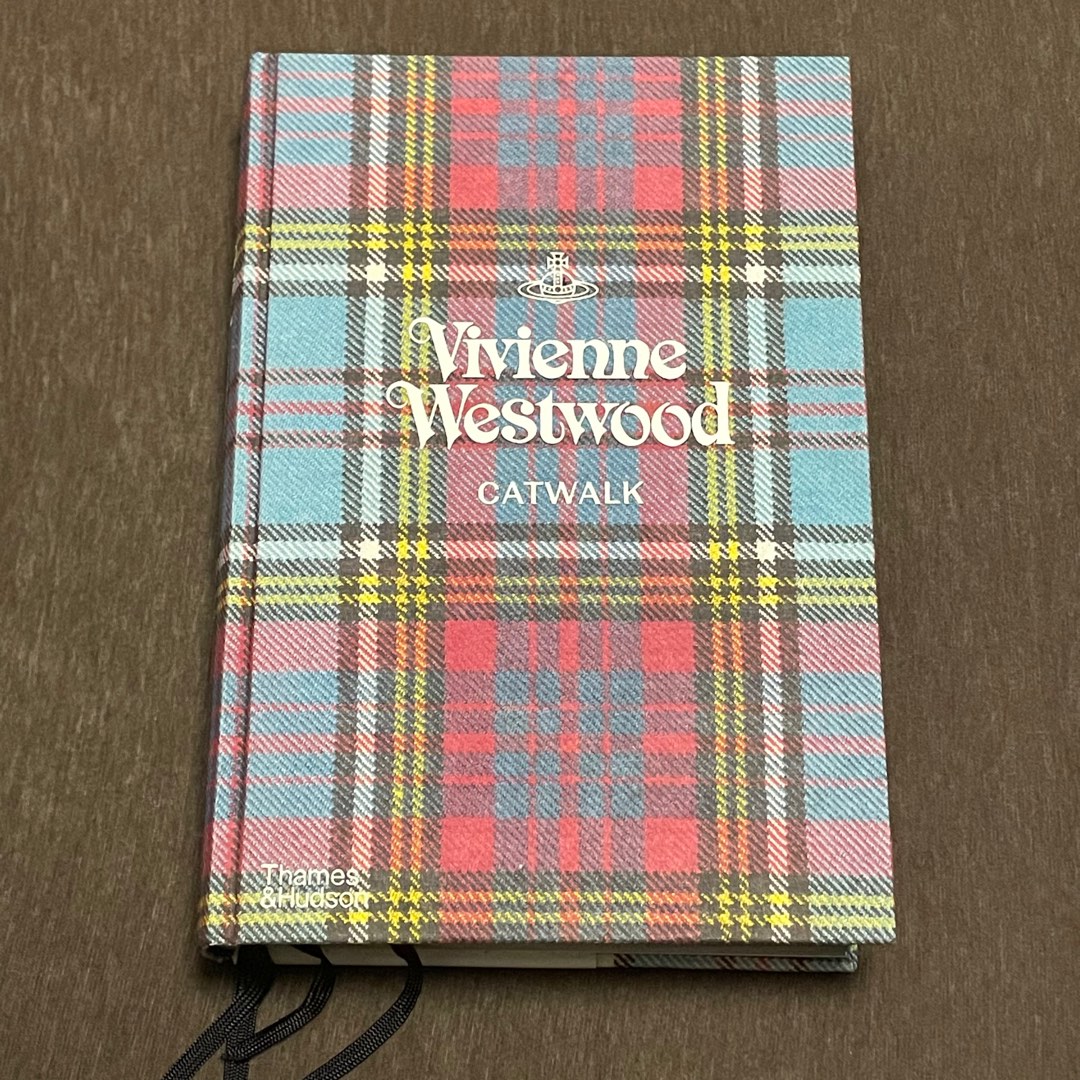 Vivienne
Westwood
CATWALK
Thames
&Hudson